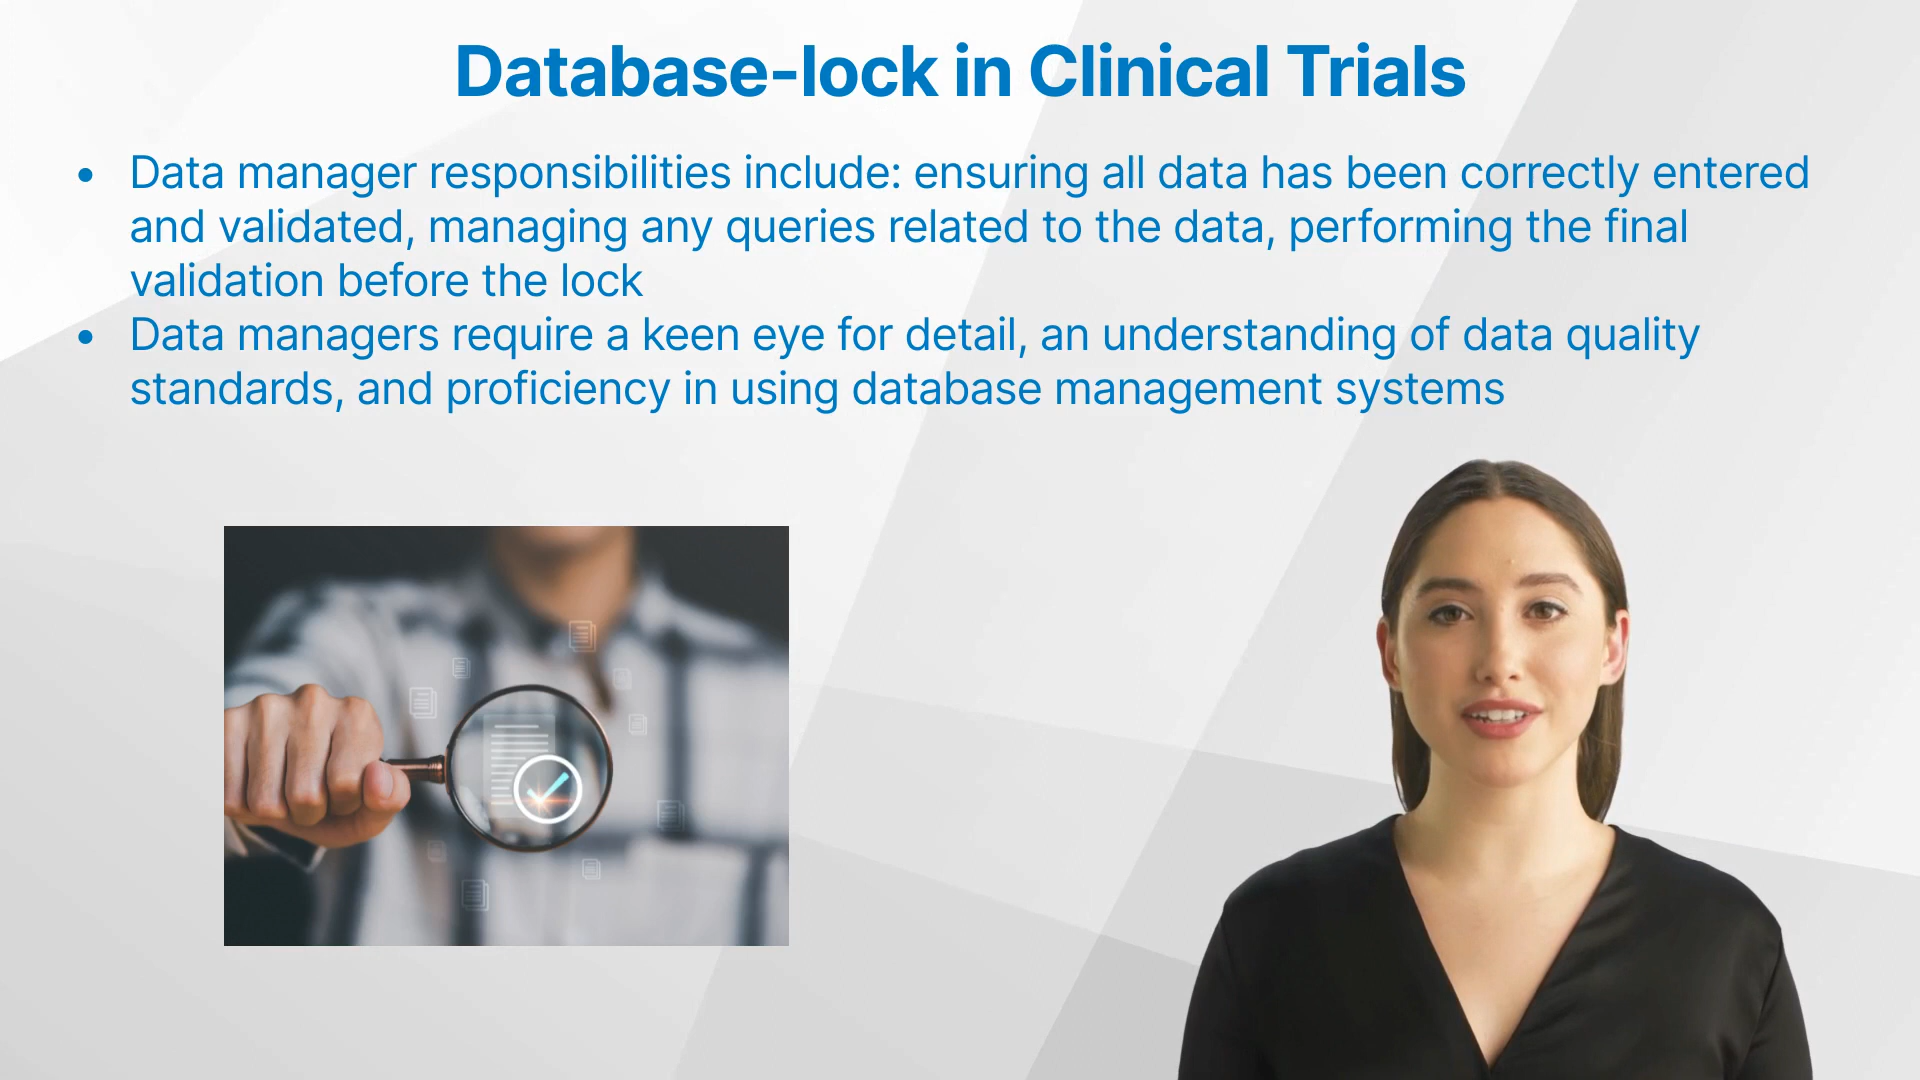 Database-lock in Clinical Trials
• Data manager responsibilities include: ensuring all data has been correctly entered
and validated, managing any queries related to the data, performing the final
validation before the lock
• Data managers require a keen eye for detail, an understanding of data quality
standards, and proficiency in using database management systems